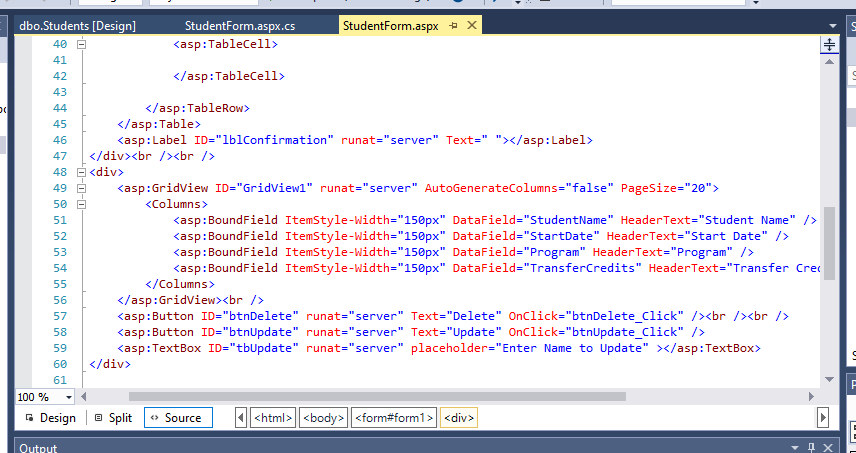 dbo.Students [Design] StudentForm.aspx.cs StudentForm.aspx
40 <asp:TableCell>
41
42 </asp:TableCell>
43
44 </asp:TableRow>
45 </asp:Table>
46 <asp:Label ID="lblConfirmation" runat="server" Text=" "></asp:Label>
47 </div><br /><br />
48 <div>
49 <asp:GridView ID="GridView1" runat="server" AutoGenerateColumns="false" PageSize="20">
50 <Columns>
51 <asp:BoundField ItemStyle-Width="150px" DataField="StudentName" HeaderText="Student Name" />
52 <asp:BoundField ItemStyle-Width="150px" DataField="StartDate" HeaderText="Start Date" />
53 <asp:BoundField ItemStyle-Width="150px" DataField="Program" HeaderText="Program" />
54 <asp:BoundField ItemStyle-Width="150px" DataField="TransferCredits" HeaderText="Transfer Cred
55 </Columns>
56 </asp:GridView><br />
57 <asp:Button ID="btnDelete" runat="server" Text="Delete" OnClick="btnDelete_Click" /><br /><br />
58 <asp:Button ID="btnUpdate" runat="server" Text="Update" OnClick="btnUpdate_Click" />
59 <asp:TextBox ID="tbUpdate" runat="server" placeholder="Enter Name to Update" ></asp:TextBox>
60 </div>
61
100 %
Design Split Source <html> <body> <form#form1> <div>
Output